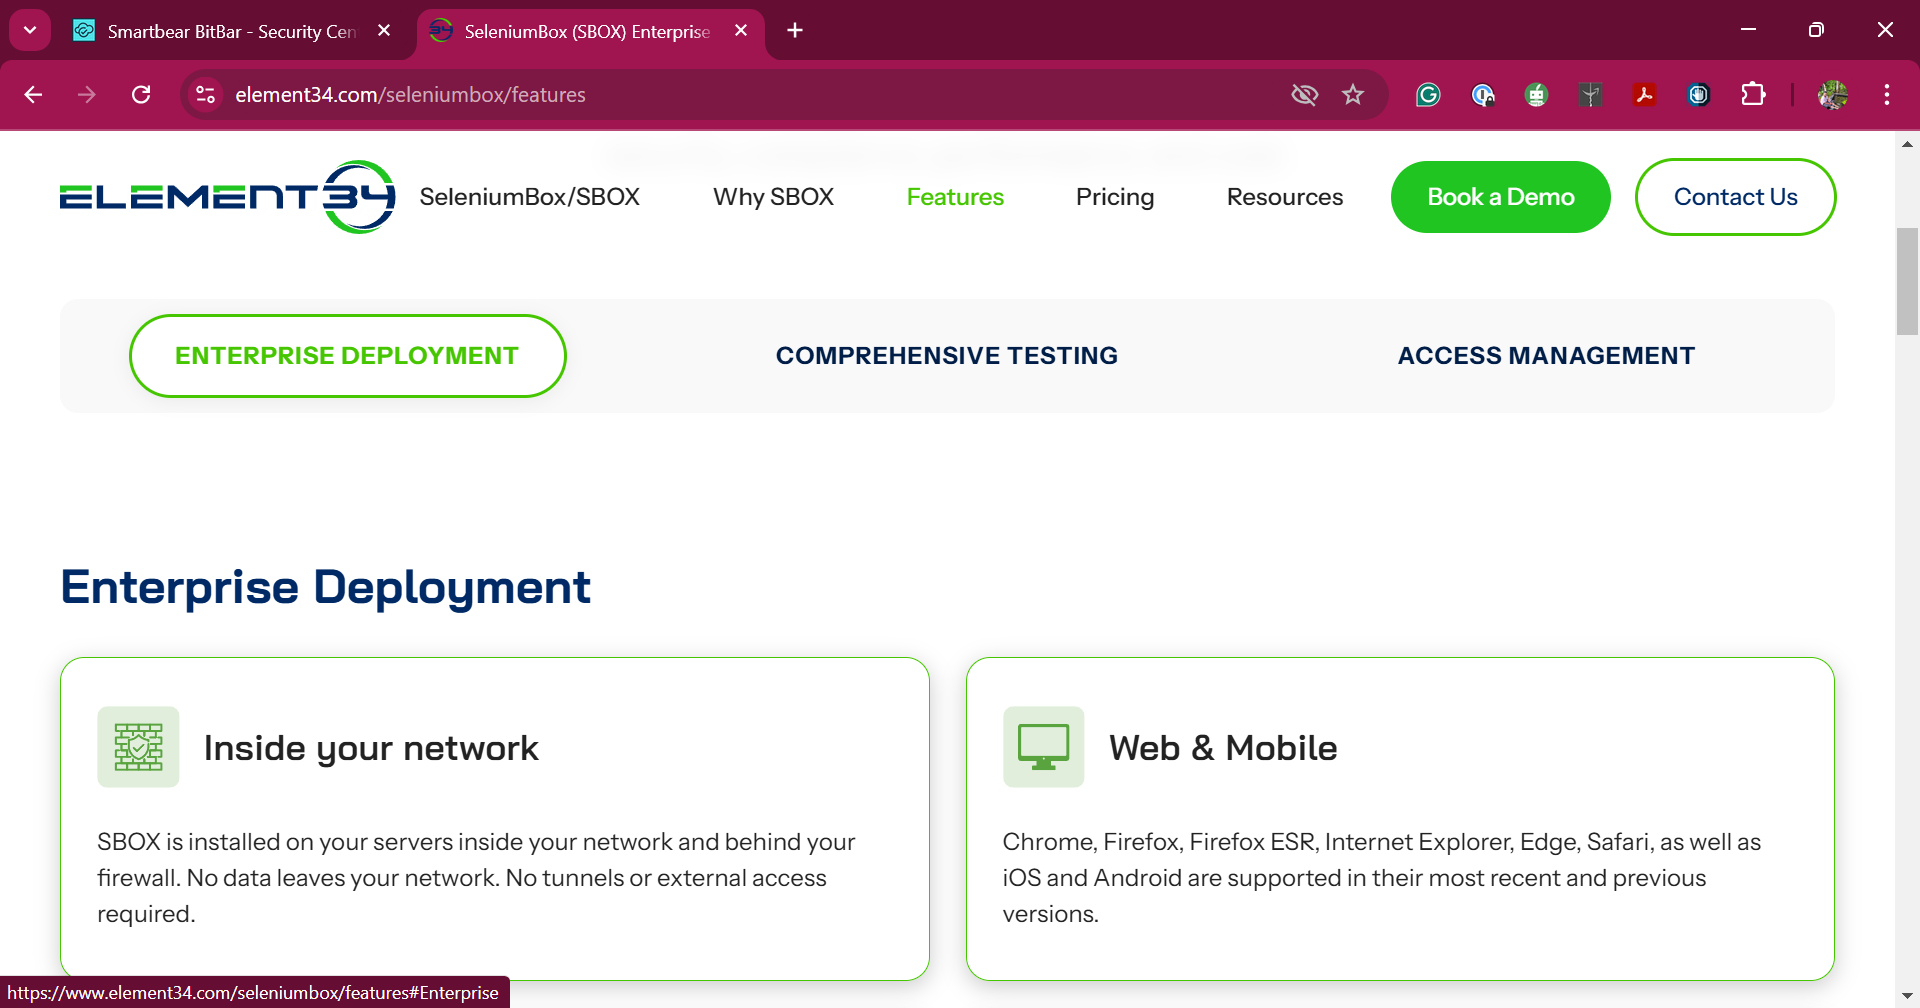 Smartbear BitBar - Security Cen
SeleniumBox (SBOX) Enterprise
element34.com/seleniumbox/features
ELEMENT34
SeleniumBox/SBOX
Why SBOX
Features
Pricing
Resources
Book a Demo
Contact Us
ENTERPRISE DEPLOYMENT
COMPREHENSIVE TESTING
ACCESS MANAGEMENT
Enterprise Deployment
Inside your network
SBOX is installed on your servers inside your network and behind your
firewall. No data leaves your network. No tunnels or external access
required.
Web & Mobile
Chrome, Firefox, Firefox ESR, Internet Explorer, Edge, Safari, as well as
iOS and Android are supported in their most recent and previous
versions.
https://www.element34.com/seleniumbox/features#Enterprise